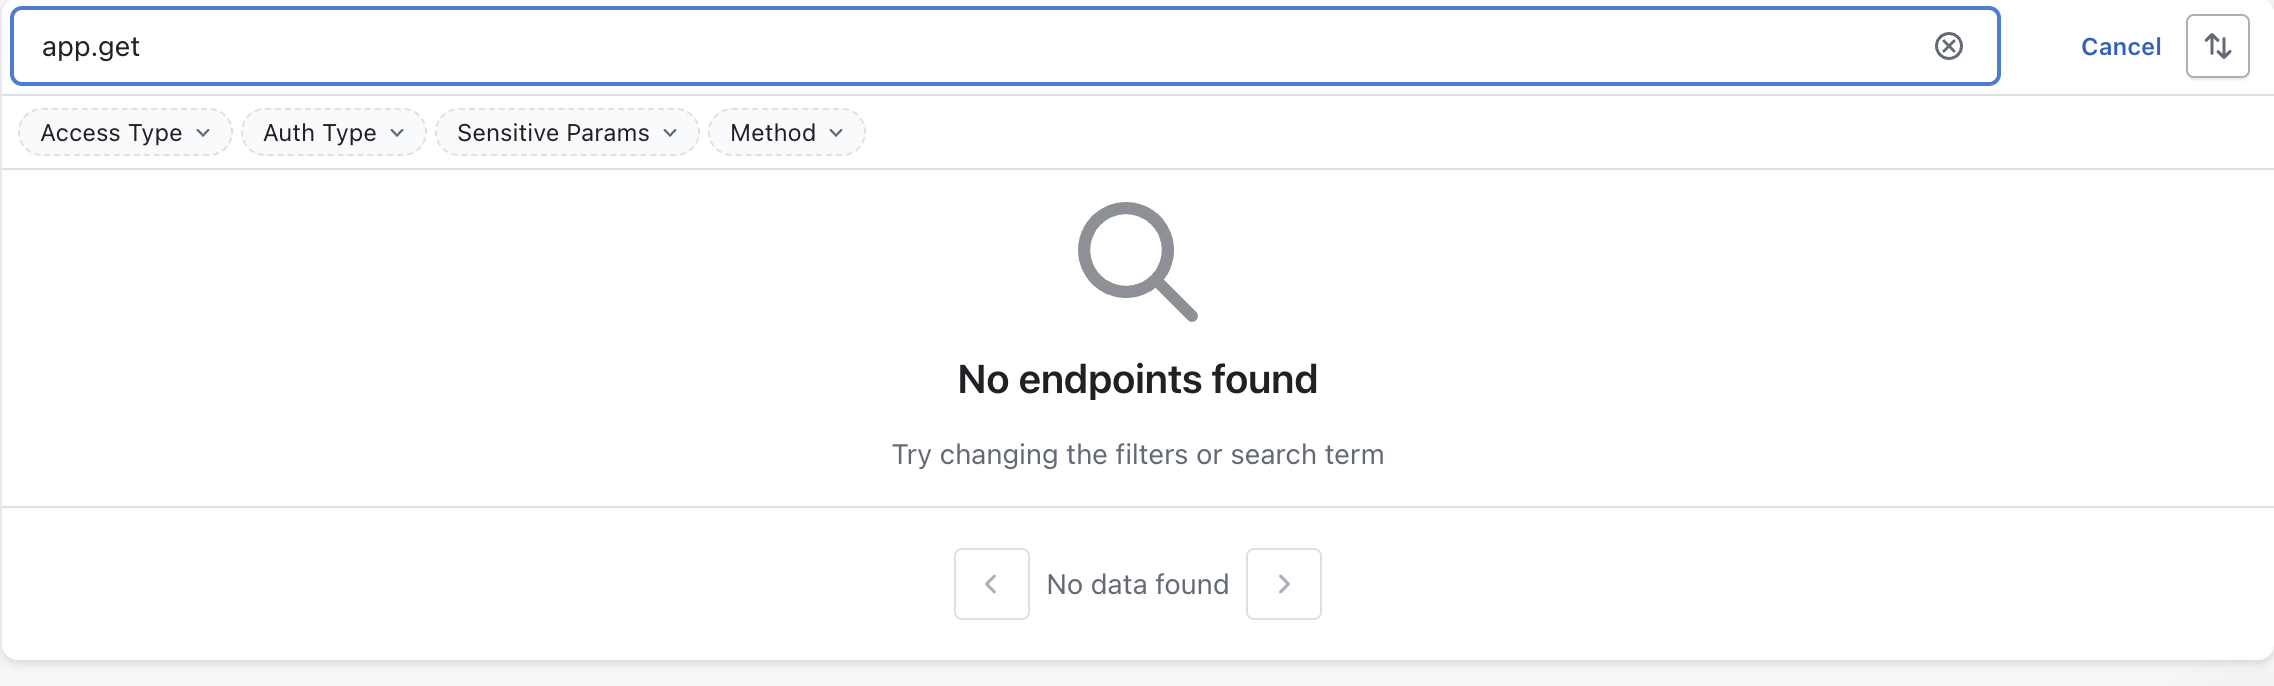 app.get
Cancel
Access Type
Auth Type
Sensitive Params
Method
No endpoints found
Try changing the filters or search term
No data found